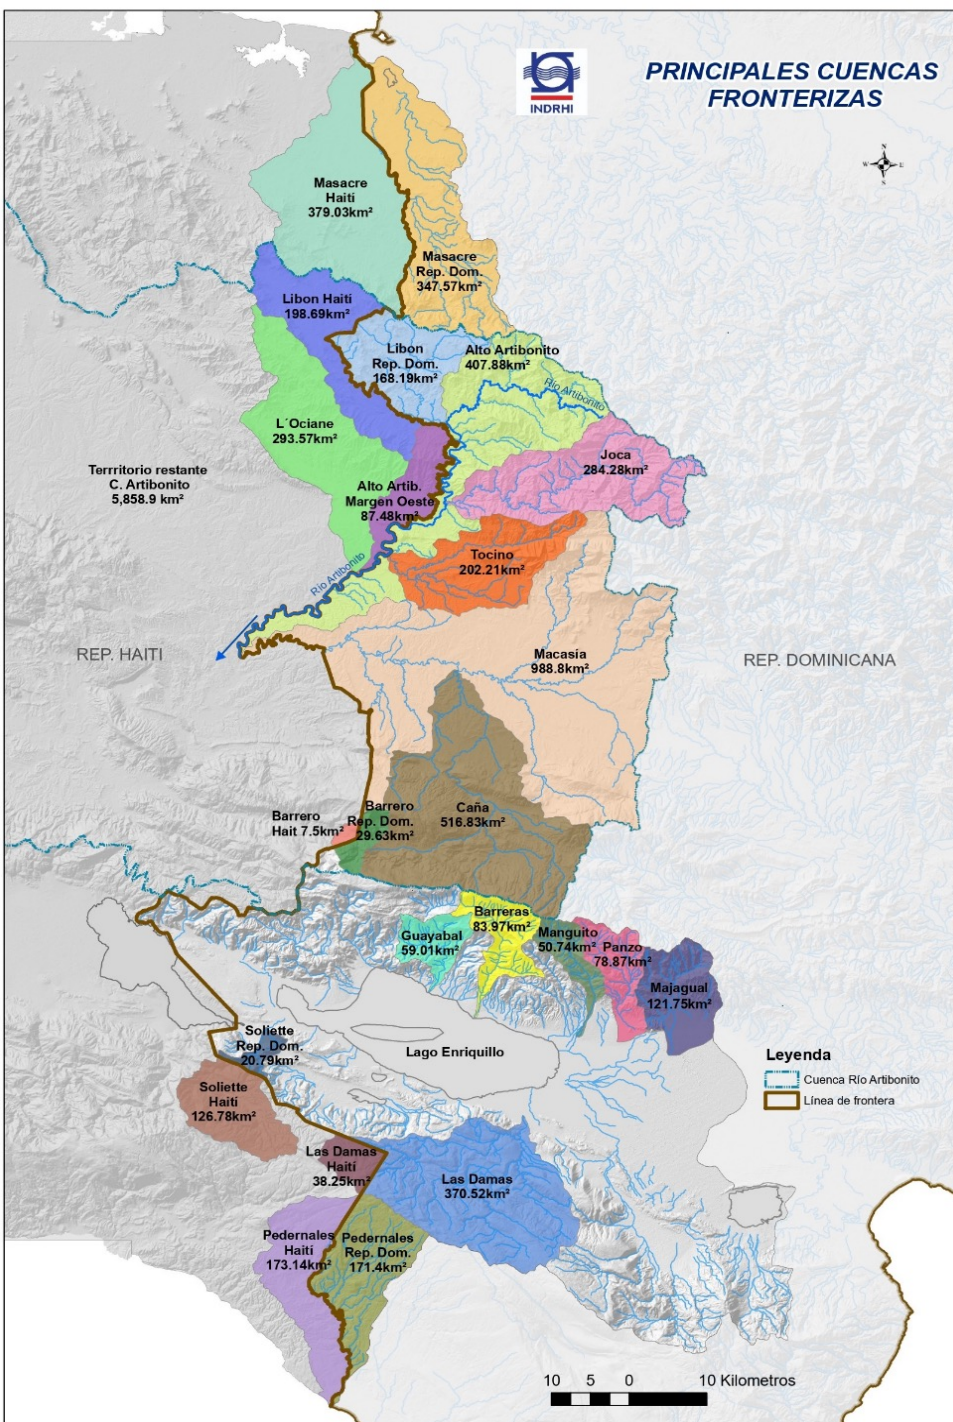 PRINCIPALES CUENCAS
FRONTERIZAS
INDRHI
N
W
E
S
Masacre
Haiti
379.03km²
Masacre
Rep. Dom.
347.57km²
Libon Haiti
198.69km²
Libon
Rep. Dom.
168.19km²
Alto Artibonito
407.88km²
Río Artibonito
L´Ociane
293.57km²
Joca
284.28km²
Terrritorio restante
C. Artibonito
5,858.9 km²
Alto Artib.
Margen Oeste
87.48km²
Tocino
202.21km²
Río Artibonito
REP. HAITI
Macasía
988.8km²
REP. DOMINICANA
Barrero
Hait 7.5km²
Barrero
Rep. Dom.
29.63km²
Caña
516.83km²
Guayabal
59.01km²
Barreras
83.97km²
Manguito
50.74km²
Panzo
78.87km²
Majagual
121.75km²
Soliette
Rep. Dom.
20.79km²
Lago Enriquillo
Soliette
Haiti
126.78km²
Leyenda
Cuenca Río Artibonito
Línea de frontera
Las Damas
Haití
38.25km²
Las Damas
370.52km²
Pedernales
Haiti
173.14km²
Pedernales
Rep. Dom.
171.4km²
10 5 0 10 Kilometros